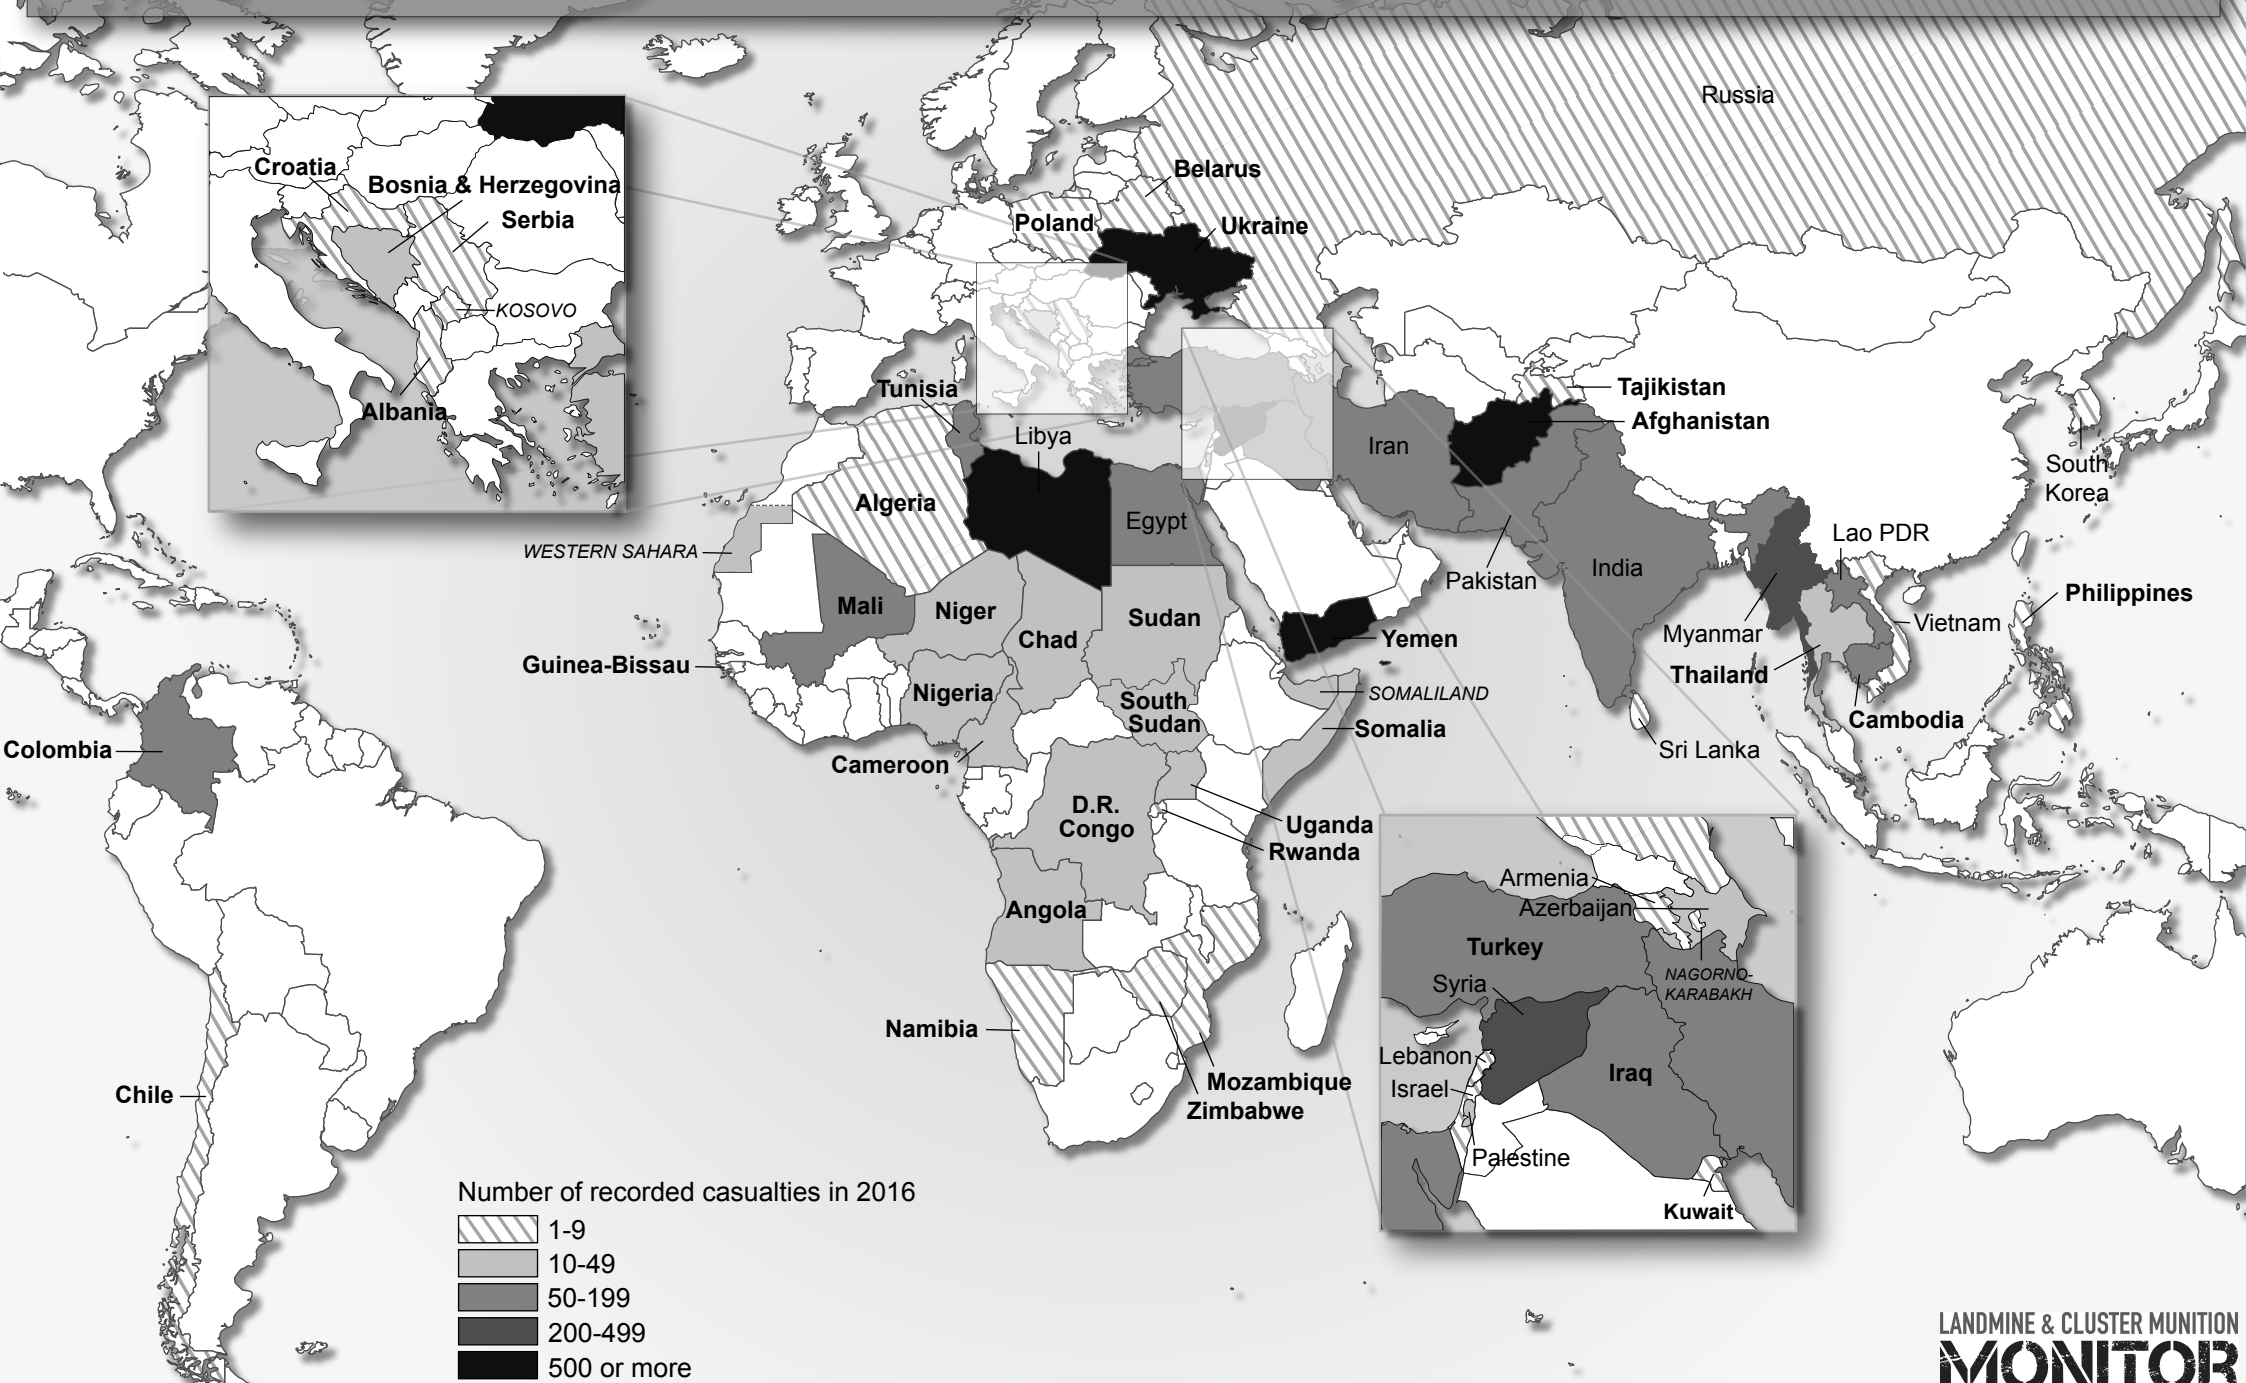 Russia
Croatia
Bosnia & Herzegovina
Serbia
KOSOVO
Albania
Belarus
Poland
Ukraine
Tunisia
Libya
Algeria
Egypt
WESTERN SAHARA
Mali
Niger
Chad
Sudan
Guinea-Bissau
Nigeria
South
Sudan
Cameroon
D.R.
Congo
Uganda
Rwanda
Angola
Namibia
Mozambique
Zimbabwe
Yemen
SOMALILAND
Somalia
Tajikistan
Afghanistan
Iran
Pakistan
India
South
Korea
Lao PDR
Myanmar
Thailand
Vietnam
Philippines
Cambodia
Sri Lanka
Colombia
Chile
Armenia
Azerbaijan
Turkey
NAGORNO-
KARABAKH
Syria
Lebanon
Israel
Iraq
Palestine
Kuwait
Number of recorded casualties in 2016
1-9
10-49
50-199
200-499
500 or more
LANDMINE & CLUSTER MUNITION
MONITOR